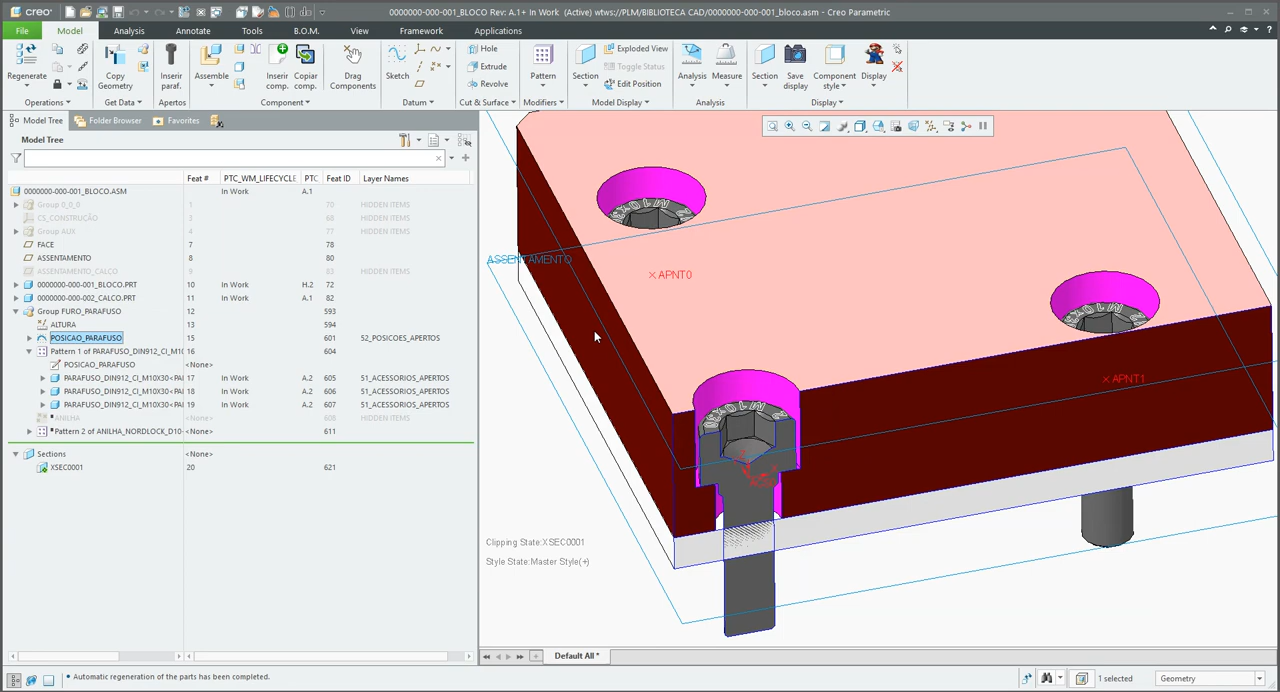 creo
0000000-000-001_BLOCO Rev: A.1+ In Work (Active) wtws://PLM/BIBLIOTECA CAD/0000000-000-001_bloco.asm - Creo Parametric
File
Model
Analysis
Annotate
Tools
B.O.M.
View
Framework
Applications
Regenerate
Copy Geometry
Inserir paraf.
Assemble
Inserir comp.
Copiar comp.
Drag Components
Sketch
Hole
Extrude
Revolve
Pattern
Section
Exploded View
Toggle Status
Edit Position
Analysis
Measure
Section
Save display
Component style
Display
Operations
Get Data
Apertos
Component
Datum
Cut & Surface
Modifiers
Model Display
Analysis
Display
Model Tree
Folder Browser
Favorites
Model Tree
Feat #
PTC_WM_LIFECYCLE
PTC
Feat ID
Layer Names
0000000-000-001_BLOCO.ASM In Work A.1
Group 0_0_0 1 70 HIDDEN ITEMS
CS_CONSTRUÇÃO 3 68 HIDDEN ITEMS
Group AUX 4 77 HIDDEN ITEMS
FACE 7 78
ASSENTAMENTO 8 80
ASSENTAMENTO_CALCO 9 83 HIDDEN ITEMS
0000000-000-001_BLOCO.PRT 10 In Work H.2 72
0000000-000-002_CALCO.PRT 11 In Work A.1 82
Group FURO_PARAFUSO 12 593
ALTURA 13 594
POSICAO_PARAFUSO 15 601 52_POSICOES_APERTOS
Pattern 1 of PARAFUSO_DIN912_CI_M10 16 604
POSICAO_PARAFUSO <None>
PARAFUSO_DIN912_CI_M10X30<PA 17 In Work A.2 605 51_ACESSORIOS_APERTOS
PARAFUSO_DIN912_CI_M10X30<PA 18 In Work A.2 606 51_ACESSORIOS_APERTOS
PARAFUSO_DIN912_CI_M10X30<PA 19 In Work A.2 607 51_ACESSORIOS_APERTOS
ANILHA <None> 608 HIDDEN ITEMS
Pattern 2 of ANILHA_NORDLOCK_D10 <None> 611
Sections <None>
XSEC0001 20 621
ASSENTAMENTO
APNT0
APNT1
Clipping State:XSEC0001
Style State:Master Style(+)
Default All *
Automatic regeneration of the parts has been completed.
1 selected
Geometry